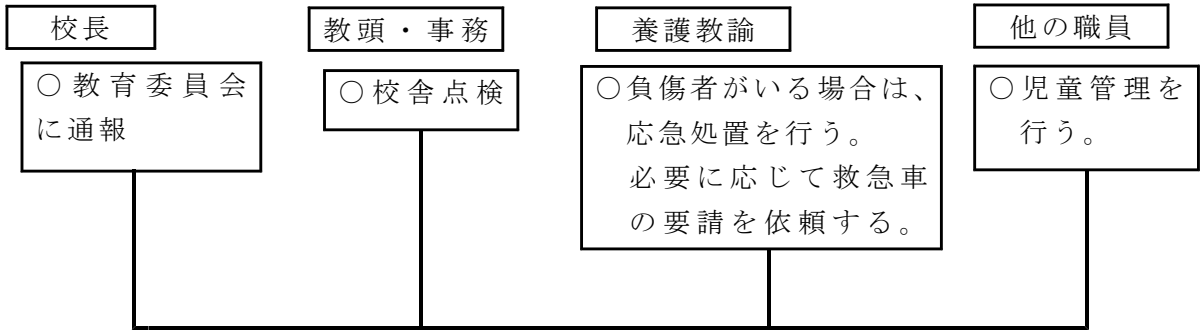 校長
○教育委員会
に通報
教頭・事務
○校舎点検
養護教諭
○負傷者がいる場合は、
応急処置を行う。
必要に応じて救急車
の要請を依頼する。
他の職員
○児童管理を
行う。